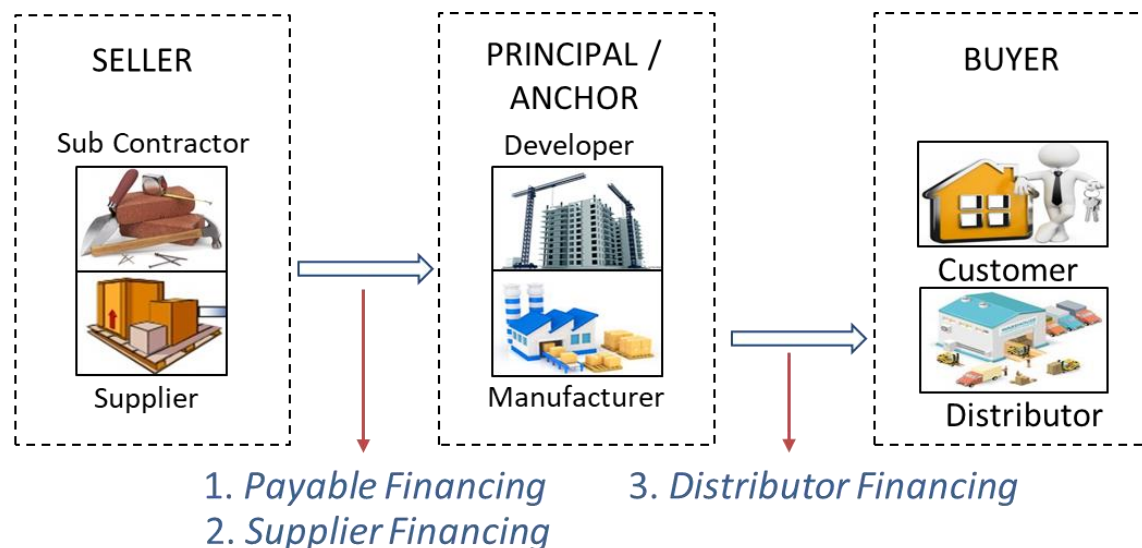 SELLER
Sub Contractor
Supplier
PRINCIPAL /
ANCHOR
Developer
Manufacturer
BUYER
Customer
Distributor
1. Payable Financing
2. Supplier Financing
3. Distributor Financing